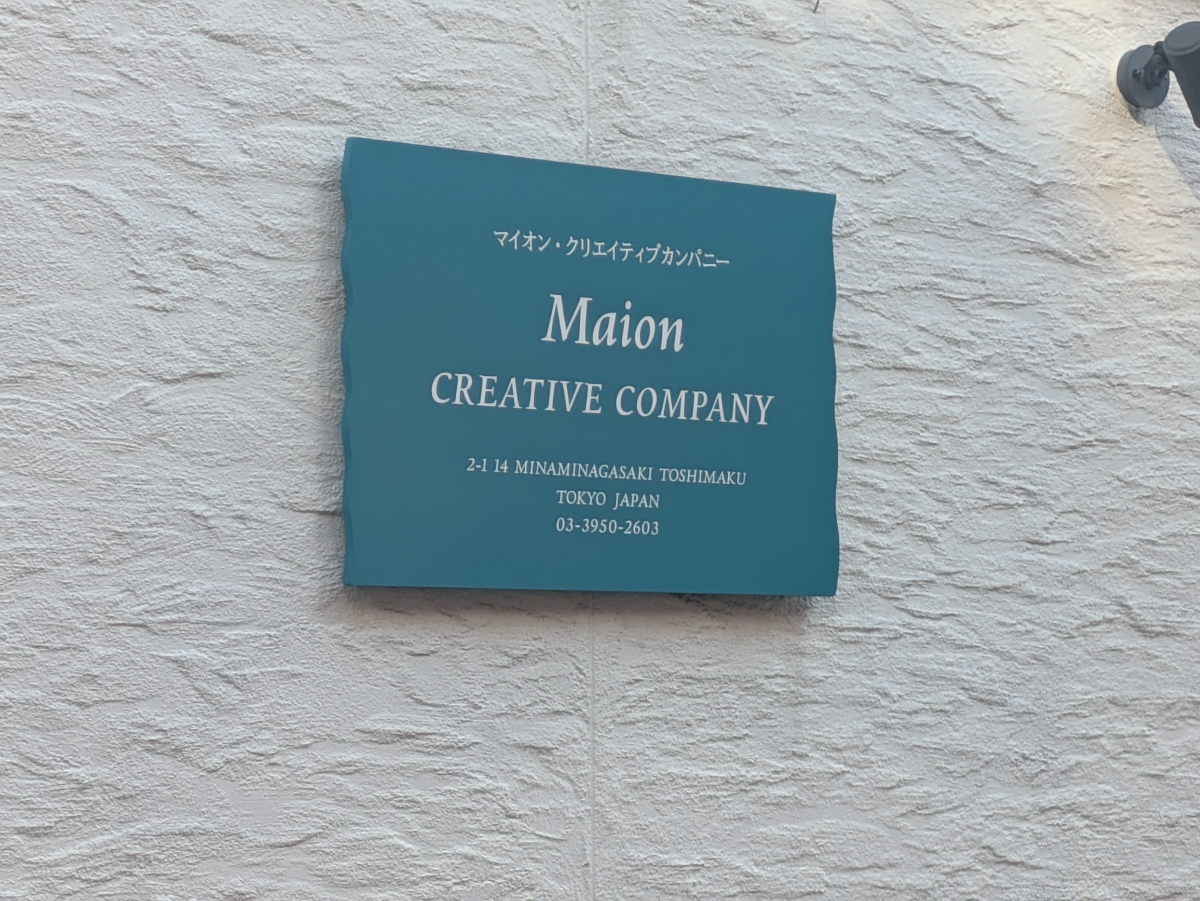 マイオン・クリエイティブカンパニー
Maion
CREATIVE COMPANY
2-1 14 MINAMINAGASAKI TOSHIMAKU
TOKYO JAPAN
03-3950-2603